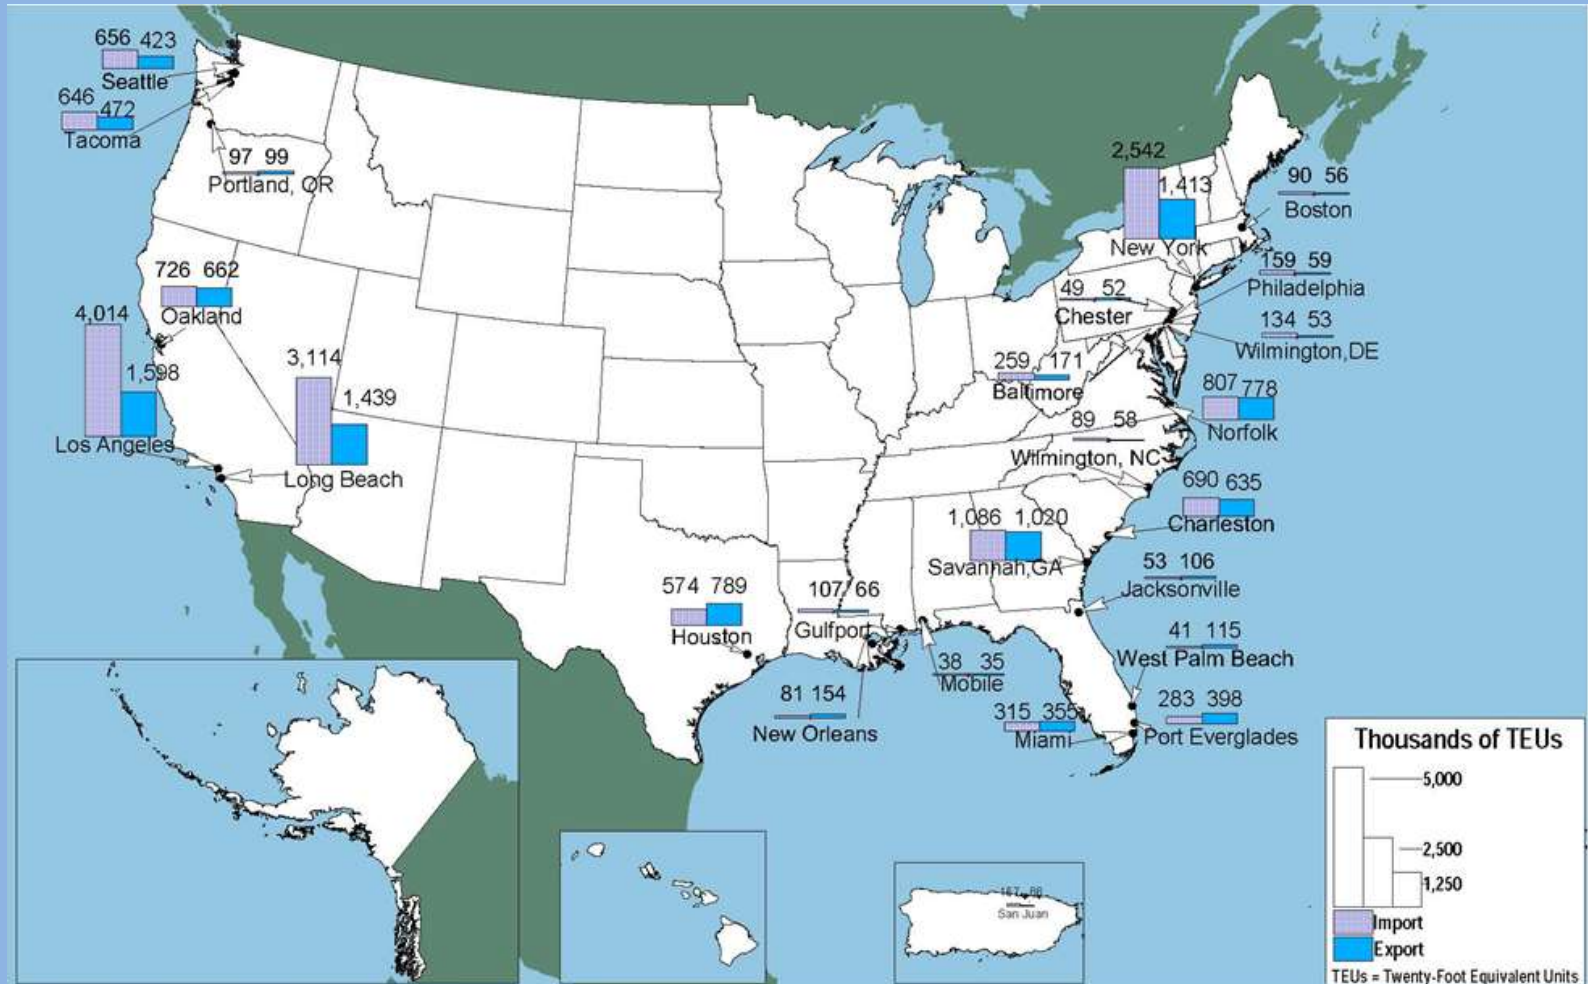 656 423
Seattle
646 472
Tacoma
97 99
Portland, OR
726 662
Oakland
4,014
1,598
Los Angeles
3,114
1,439
Long Beach
2,542
1,413
New York
90 56
Boston
159 59
Philadelphia
49 52
Chester
134 53
Wilmington,DE
259 171
Baltimore
807 778
Norfolk
89 58
Wilmington, NC
690 635
Charleston
1,086 1,020
Savannah,GA
53 106
Jacksonville
574 789
Houston
107 66
Gulfport
41 115
West Palm Beach
38 35
Mobile
81 154
New Orleans
315 355
Miami
283 398
Port Everglades
San Juan
Thousands of TEUs
5,000
2,500
1,250
Import
Export
TEUs = Twenty-Foot Equivalent Units